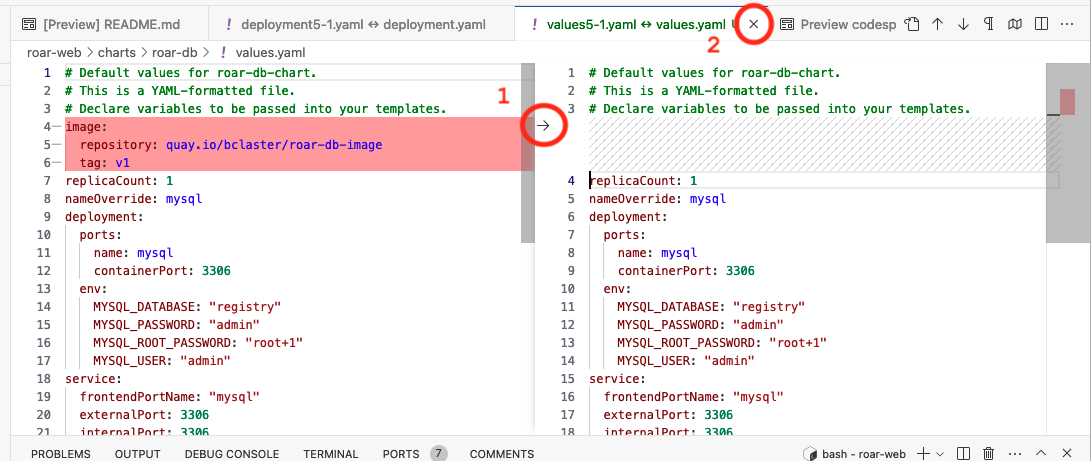 [Preview] README.md
! deployment5-1.yaml ↔ deployment.yaml
! values5-1.yaml ↔ values.yaml
Preview codesp
2
roar-web > charts > roar-db > ! values.yaml
1
1 # Default values for roar-db-chart.
2 # This is a YAML-formatted file.
3 # Declare variables to be passed into your templates.
4− image:
5− repository: quay.io/bclaster/roar-db-image
6− tag: v1
7 replicaCount: 1
8 nameOverride: mysql
9 deployment:
10 ports:
11 name: mysql
12 containerPort: 3306
13 env:
14 MYSQL_DATABASE: "registry"
15 MYSQL_PASSWORD: "admin"
16 MYSQL_ROOT_PASSWORD: "root+1"
17 MYSQL_USER: "admin"
18 service:
19 frontendPortName: "mysql"
20 externalPort: 3306
21 internalPort: 3306
1 # Default values for roar-db-chart.
2 # This is a YAML-formatted file.
3 # Declare variables to be passed into your templates.
4 replicaCount: 1
5 nameOverride: mysql
6 deployment:
7 ports:
8 name: mysql
9 containerPort: 3306
10 env:
11 MYSQL_DATABASE: "registry"
12 MYSQL_PASSWORD: "admin"
13 MYSQL_ROOT_PASSWORD: "root+1"
14 MYSQL_USER: "admin"
15 service:
16 frontendPortName: "mysql"
17 externalPort: 3306
18 internalPort: 3306
PROBLEMS OUTPUT DEBUG CONSOLE TERMINAL PORTS 7 COMMENTS
bash - roar-web